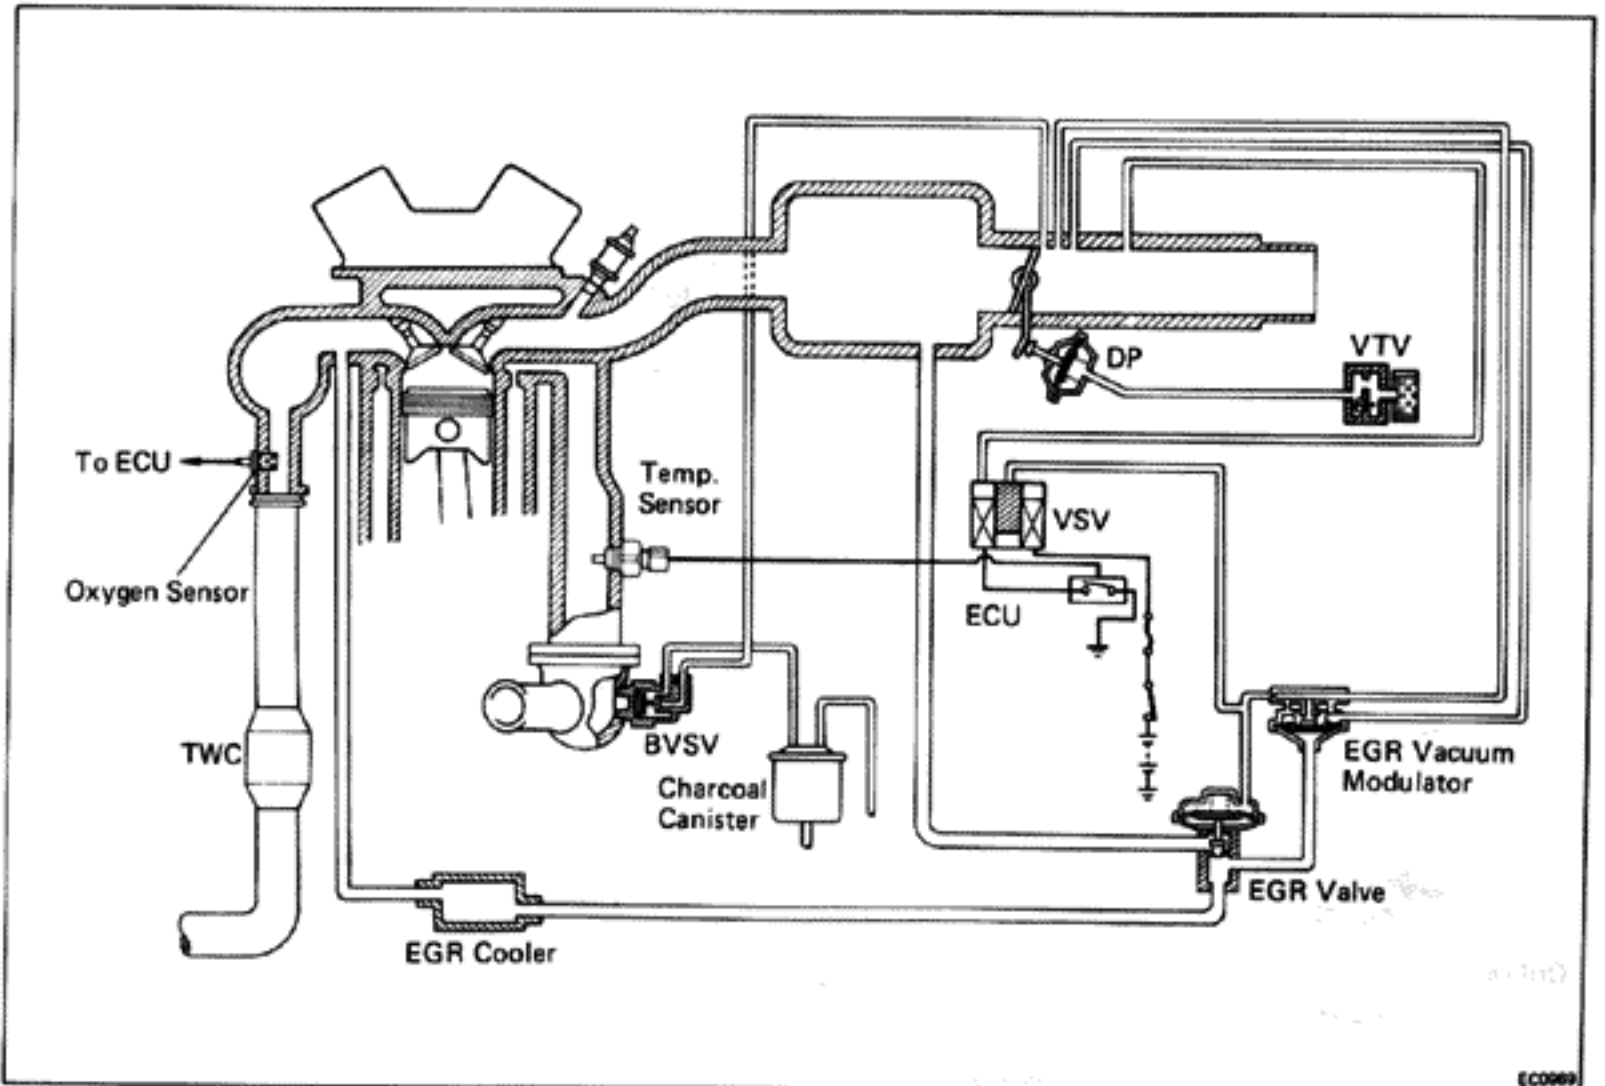 DP
VTV
To ECU
Temp.
Sensor
VSV
Oxygen Sensor
ECU
TWC
BVSV
EGR Vacuum
Modulator
Charcoal
Canister
EGR Valve
EGR Cooler
EC0989